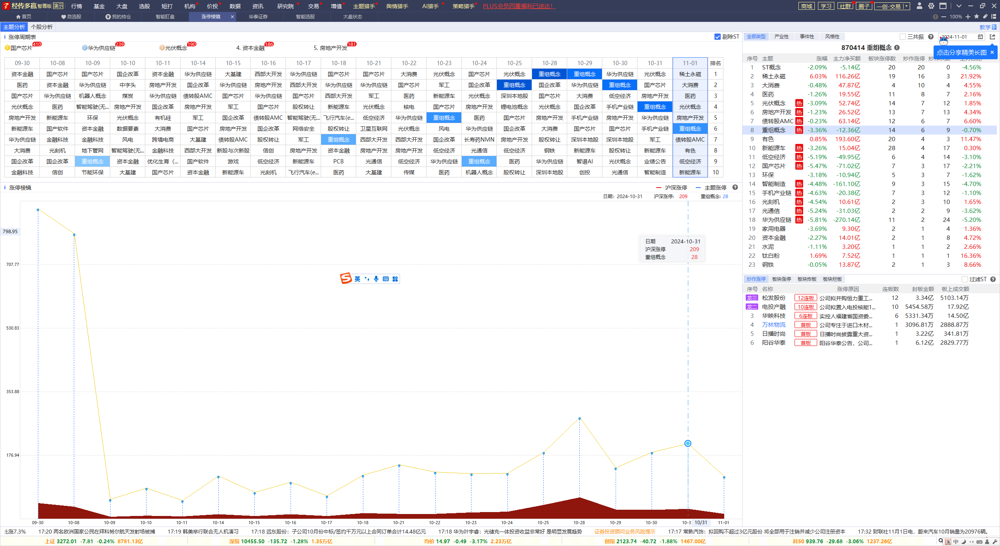 经传多赢 智尊版 演示 行情 基金 大盘 选股 短打 机构 价投 数据 资讯 研究院 交易 增值 主题猎手 舆情猎手 AI猎手 策略猎手 PLUS会员四重福利已送达! 商城 学习 社群 圈子 一创-交易
首页 自选股 我的持仓 智能盯盘 涨停棱镜 × 华泰证券 智能选股 大盘状态 100%
主题分析 个股分析 教学
涨停周期表 剔除ST
1 国产芯片 410 2 华为供应链 239 3 光伏概念 190 4. 资本金融 186 5. 房地产开发 181
09-30 10-08 10-09 10-10 10-11 10-14 10-15 10-16 10-17 10-18 10-21 10-22 10-23 10-24 10-25 10-28 10-29 10-30 10-31 11-01 排名
资本金融 国产芯片 国产芯片 国企改革 资本金融 华为供应链 大基建 西部大开发 华为供应链 国产芯片 国产芯片 大消费 光伏概念 国产芯片 光伏概念 重组概念 重组概念 华为供应链 光伏概念 稀土永磁 1
医药 资本金融 华为供应链 中字头 房地产开发 国企改革 华为供应链 房地产开发 西部大开发 华为供应链 华为供应链 国产芯片 军工 国企改革 重组概念 国企改革 华为供应链 重组概念 国产芯片 大消费 2
国产芯片 华为供应链 机器人概念 煤炭 华为供应链 债转股AMC 国产芯片 华为供应链 国产芯片 西部大开发 军工 医药 新能源车 光伏概念 深圳本地股 国产芯片 大消费 低空经济 房地产开发 医药 3
光伏概念 医药 智能驾驶(无... 房地产开发 国企改革 房地产开发 军工 国产芯片 股权转让 新能源车 光伏概念 核电 国产芯片 房地产开发 锂电池概念 光伏概念 国企改革 手机产业链 重组概念 光伏概念 4
房地产开发 新能源车 环保 光伏概念 有机硅 军工 国企改革 债转股AMC 智能驾驶(无... 飞行汽车(e... 低空经济 华为供应链 重组概念 医药 国产芯片 房地产开发 手机产业链 房地产开发 华为供应链 房地产开发 5
新能源车 国产软件 资本金融 数据要素 大消费 国产芯片 房地产开发 国企改革 网络安全 股权转让 卫星互联网 光伏概念 风电 华为供应链 国企改革 大消费 国产芯片 国产芯片 手机产业链 重组概念 6
华为供应链 金融科技 金融科技 风电 跨境电商 大基建 债转股AMC 股权转让 军工 重组概念 西部大开发 西部大开发 国企改革 长寿药NMN 房地产开发 股权转让 深圳本地股 深圳本地股 军工 债转股AMC 7
大消费 光刻机 地下管网 智能驾驶(无... 金融科技 西部大开发 新股与次新股 信创 房地产开发 资本金融 房地产开发 房地产开发 低空经济 光通信 低空经济 钢铁 新能源车 股权转让 新能源车 有色 8
国企改革 国企改革 重组概念 资本金融 优化生育（... 国产软件 游戏 低空经济 新能源车 PCB 光通信 低空经济 华为供应链 重组概念 医药 华为供应链 智谱AI 光伏概念 业绩公告 低空经济 9
金融科技 信创 节能环保 大基建 国产芯片 资本金融 新能源车 光刻机 飞行汽车(e... 医药 大基建 传媒 医药 机器人概念 股权转让 深圳本地股 创投 光通信 智能制造 新能源车 10
涨停棱镜 沪深涨停 主题涨停
日期: 2024-10-31 沪深涨停: 209 重组概念: 28
798.95
707.77
530.83
353.88
176.94
日期 2024-10-31
沪深涨停 209
重组概念 28
英
09-30 10-08 10-09 10-10 10-11 10-14 10-15 10-16 10-17 10-18 10-21 10-22 10-23 10-24 10-25 10-28 10-29 10-30 10-3 10/31 11-01
全部类型 产业性 事件性 风格性 三共振 2024-11-01
870414 重组概念
点击分享精美长图 ×
序号 主题 涨幅 主力净买额 板块涨停数 炒作涨停
1 ST概念 -2.09% -5.14亿 20 20 0 -4.56%
2 稀土永磁 6.03% 116.26亿 19 16 3 21.92%
3 大消费 -0.48% 47.87亿 4 10 4 4.55%
4 医药 -1.26% 19.55亿 11 8 7 2.16%
5 光伏概念 热 -3.09% 52.74亿 14 7 12 1.85%
6 房地产开发 热 -1.23% 26.52亿 13 7 13 4.34%
7 债转股AMC 热 -0.23% 63.14亿 12 6 7 6.60%
8 重组概念 热 -3.36% -12.36亿 14 6 9 -0.70%
9 有色 0.85% 193.60亿 20 4 3 11.47%
10 新能源车 热 -3.26% 15.04亿 28 4 17 0.30%
11 低空经济 热 -5.19% -49.95亿 6 4 14 -3.10%
12 国产芯片 热 -5.47% -71.02亿 7 3 17 -2.21%
13 环保 -3.18% -10.94亿 5 3 7 -1.62%
14 智能制造 热 -4.48% -161.10亿 9 3 15 -4.70%
15 手机产业链 热 -4.63% -20.38亿 7 3 12 -1.10%
16 光刻机 热 -4.54% 10.61亿 2 3 10 1.65%
17 光通信 热 -5.24% -31.03亿 2 2 9 -3.62%
18 华为供应链 热 -5.81% -270.14亿 11 2 24 -5.20%
19 家用电器 -3.69% 9.30亿 2 1 4 1.36%
20 资本金融 -2.27% 14.01亿 2 1 8 4.72%
21 水泥 -1.11% 3.20亿 1 1 2 2.66%
22 钛白粉 1.69% 7.52亿 1 1 1 16.36%
23 钢铁 -0.05% 13.87亿 2 1 3 8.66%
炒作涨停 板块涨停 板块炸板 板块烂板 过滤ST
序号 名称 涨停原因 连板数 封板金额 板上成交额
龙三 松发股份 12连板 公司拟并购恒力重工... 12 3.34亿 5103.14万
龙二 电投产融 10连板 公司拟置入电投核能1... 10 5454.58万 17.92亿
3 华映科技 6连板 实控人福建省国资委... 6 5331.34万 14.50亿
4 万林物流 首板 公司专注于进口木材... 1 3096.81万 2888.87万
5 日播时尚 首板 日播时尚披露重大资... 1 3.22亿 341.81万
6 阳谷华泰 首板 阳谷华泰公告，公司... 1 6.12亿 2829.77万
比涨7.3% 17:20 两名欧洲国家公民在拜科努尔航天发射场被捕 17:19 韩美举行联合无人机演习 17:18 远东股份：子公司10月份中标/签约千万元以上合同订单合计14.48亿元 17:18 华为叶宇睿：光储充一体投资收益非常好 是明显发展趋势 证券投资顾问业务风险提示 17:17 常熟汽饰：拟回购不超过3亿元股份 将全部用于注销并减少公司注册资本 17:32 财联社11月1日电，蔚来汽车10月销量为20976辆。
上证 3272.01 -7.81 -0.24% 8781.13亿 深指 10455.50 -135.72 -1.28% 1.35万亿 均价 14.97 -0.49 -3.17% 2.23万亿 创指 2123.74 -40.72 -1.88% 1467.00亿 科50 939.76 -29.68 -3.06% 1237.26亿 五 中